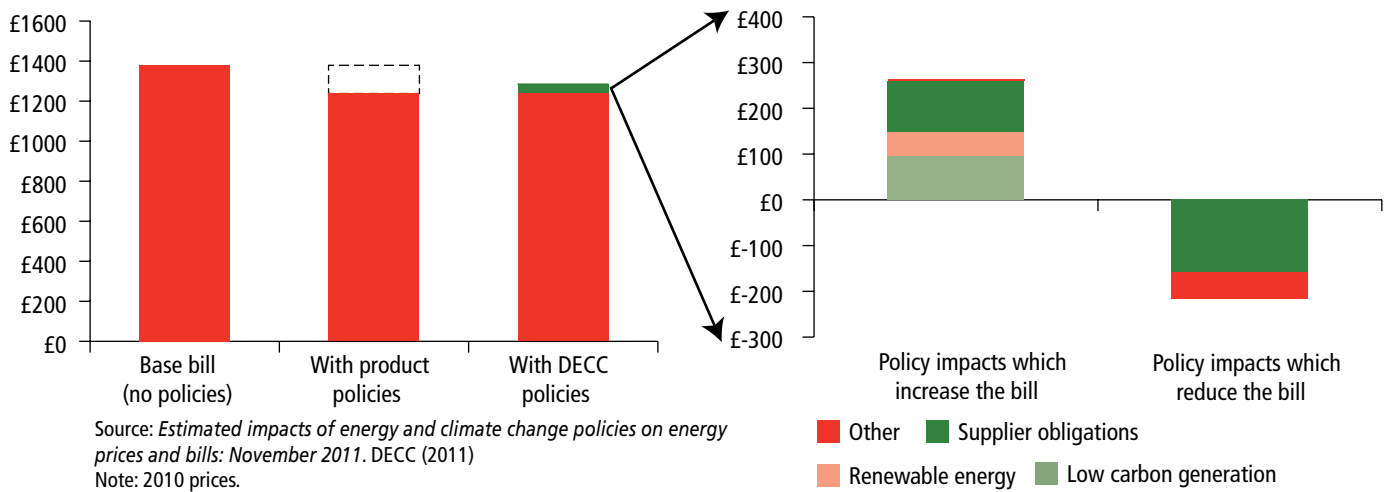 £1600
£1400
£1200
£1000
£800
£600
£400
£200
£0
Base bill
(no policies)
With product
policies
With DECC
policies
£400
£300
£200
£100
£0
£-100
£-200
£-300
Policy impacts which
increase the bill
Policy impacts which
reduce the bill
Source: Estimated impacts of energy and climate change policies on energy
prices and bills: November 2011. DECC (2011)
Note: 2010 prices.
Other Supplier obligations
Renewable energy Low carbon generation